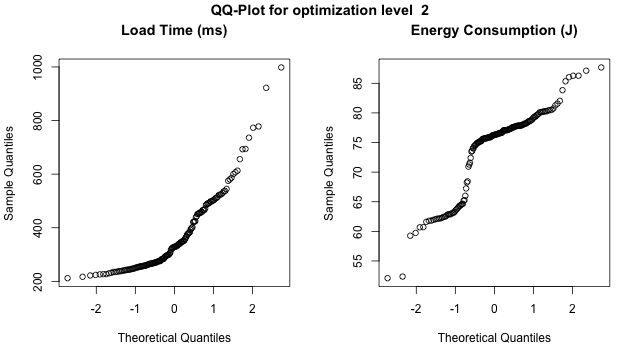 QQ-Plot for optimization level  2
Load Time (ms)
Sample Quantiles
1000
800
600
400
200
-2 -1 0 1 2
Theoretical Quantiles
Energy Consumption (J)
Sample Quantiles
85
80
75
70
65
60
55
-2 -1 0 1 2
Theoretical Quantiles